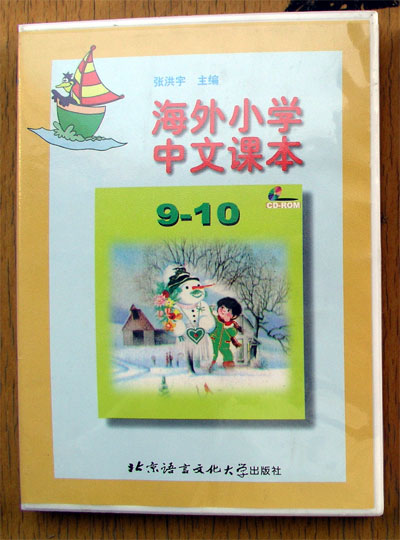 张洪宇 主编
海外小学
中文课本
CD-ROM
9-10
北京语言文化大学出版社